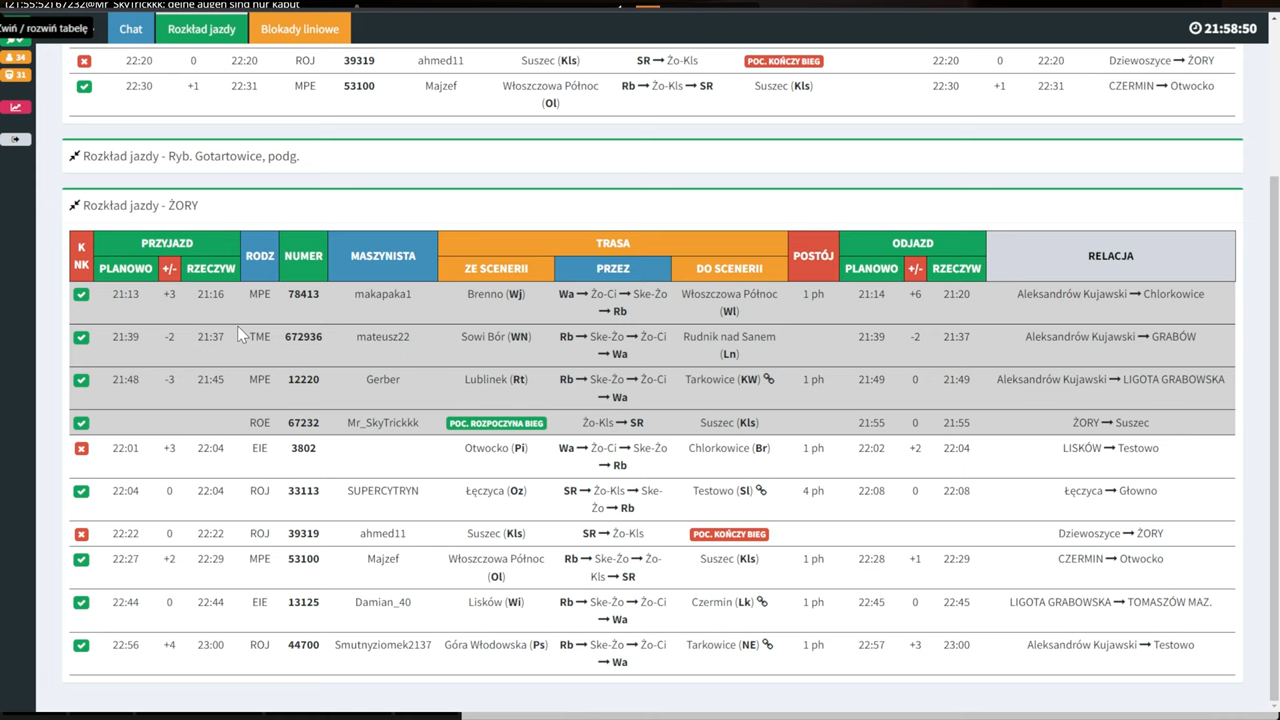 (21:55:52) 67232@Mr_SkyTrickkk: deine augen sind nur kaputt
Zwiń / rozwiń tabelę
Chat
Rozkład jazdy
Blokady liniowe
21:58:50
34
31
22:20 0 22:20 ROJ 39319 ahmed11 Suszec (Kls) SR → Żo-Kls POC. KOŃCZY BIEG 22:20 0 22:20 Dziewoszyce → ŻORY
22:30 +1 22:31 MPE 53100 Majzef Włoszczowa Północ (Ol) Rb → Żo-Kls → SR Suszec (Kls) 22:30 +1 22:31 CZERMIN → Otwocko
Rozkład jazdy - Ryb. Gotartowice, podg.
Rozkład jazdy - ŻORY
K NK PRZYJAZD RODZ NUMER MASZYNISTA TRASA POSTÓJ ODJAZD RELACJA
PLANOWO +/- RZECZYW ZE SCENERII PRZEZ DO SCENERII PLANOWO +/- RZECZYW
21:13 +3 21:16 MPE 78413 makapaka1 Brenno (Wj) Wa → Żo-Ci → Ske-Żo → Rb Włoszczowa Północ (Wl) 1 ph 21:14 +6 21:20 Aleksandrów Kujawski → Chlorkowice
21:39 -2 21:37 TME 672936 mateusz22 Sowi Bór (WN) Rb → Ske-Żo → Żo-Ci → Wa Rudnik nad Sanem (Ln) 21:39 -2 21:37 Aleksandrów Kujawski → GRABÓW
21:48 -3 21:45 MPE 12220 Gerber Lublinek (Rt) Rb → Ske-Żo → Żo-Ci → Wa Tarkowice (KW) 1 ph 21:49 0 21:49 Aleksandrów Kujawski → LIGOTA GRABOWSKA
ROE 67232 Mr_SkyTrickkk POC. ROZPOCZYNA BIEG Żo-Kls → SR Suszec (Kls) 21:55 0 21:55 ŻORY → Suszec
22:01 +3 22:04 EIE 3802 Otwocko (Pi) Wa → Żo-Ci → Ske-Żo → Rb Chlorkowice (Br) 1 ph 22:02 +2 22:04 LISKÓW → Testowo
22:04 0 22:04 ROJ 33113 SUPERCYTRYN Łęczyca (Oz) SR → Żo-Kls → Ske-Żo → Rb Testowo (Sl) 4 ph 22:08 0 22:08 Łęczyca → Głowno
22:22 0 22:22 ROJ 39319 ahmed11 Suszec (Kls) SR → Żo-Kls POC. KOŃCZY BIEG Dziewoszyce → ŻORY
22:27 +2 22:29 MPE 53100 Majzef Włoszczowa Północ (Ol) Rb → Ske-Żo → Żo-Kls → SR Suszec (Kls) 1 ph 22:28 +1 22:29 CZERMIN → Otwocko
22:44 0 22:44 EIE 13125 Damian_40 Lisków (Wi) Rb → Ske-Żo → Żo-Ci → Wa Czermin (Lk) 1 ph 22:45 0 22:45 LIGOTA GRABOWSKA → TOMASZÓW MAZ.
22:56 +4 23:00 ROJ 44700 Smutnyziomek2137 Góra Włodowska (Ps) Rb → Ske-Żo → Żo-Ci → Wa Tarkowice (NE) 1 ph 22:57 +3 23:00 Aleksandrów Kujawski → Testowo